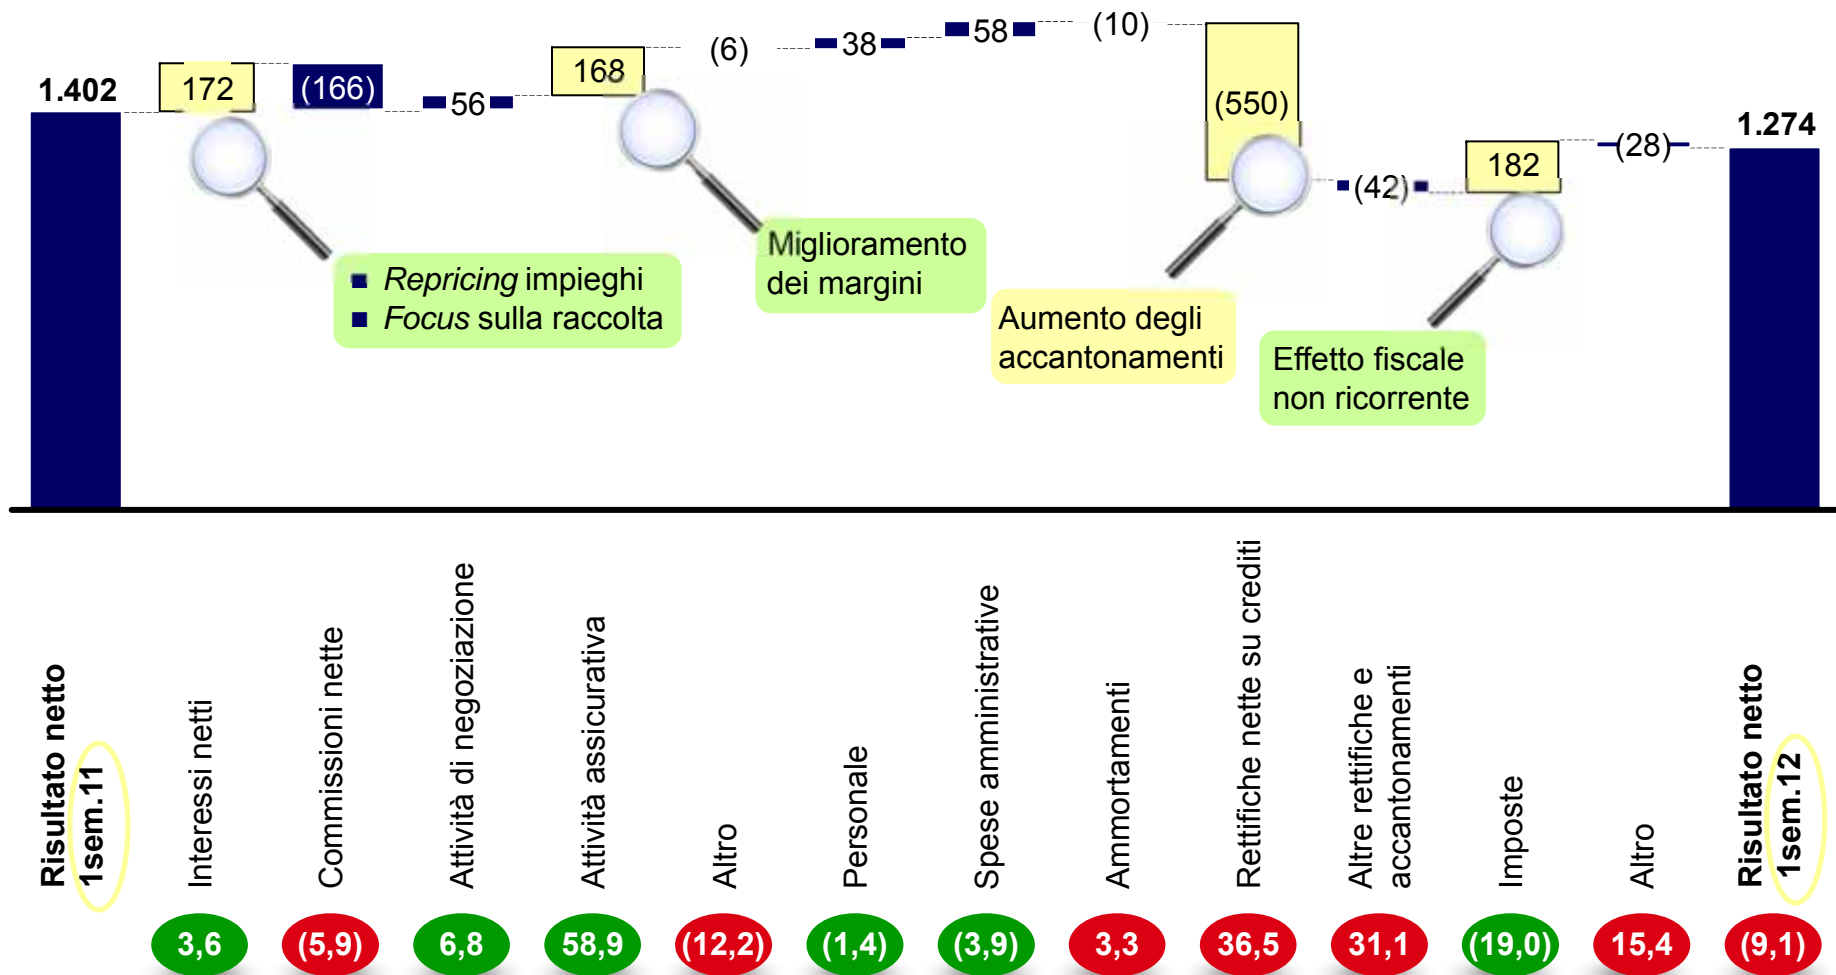 1.402
172
(166)
56
168
(6)
38
58
(10)
(550)
(42)
182
(28)
1.274
Repricing impieghi
Focus sulla raccolta
Miglioramento
dei margini
Aumento degli
accantonamenti
Effetto fiscale
non ricorrente
Risultato netto
1sem.11
Interessi netti
Commissioni nette
Attività di negoziazione
Attività assicurativa
Altro
Personale
Spese amministrative
Ammortamenti
Rettifiche nette su crediti
Altre rettifiche e
accantonamenti
Imposte
Altro
Risultato netto
1sem.12
3,6
(5,9)
6,8
58,9
(12,2)
(1,4)
(3,9)
3,3
36,5
31,1
(19,0)
15,4
(9,1)